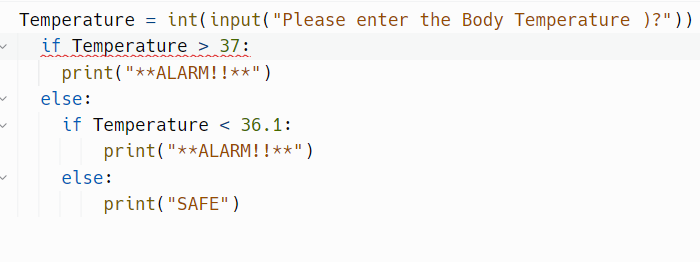 Temperature = int(input("Please enter the Body Temperature )?"))
  if Temperature > 37:
    print("**ALARM!!**")
  else:
    if Temperature < 36.1:
        print("**ALARM!!**")
    else:
        print("SAFE")